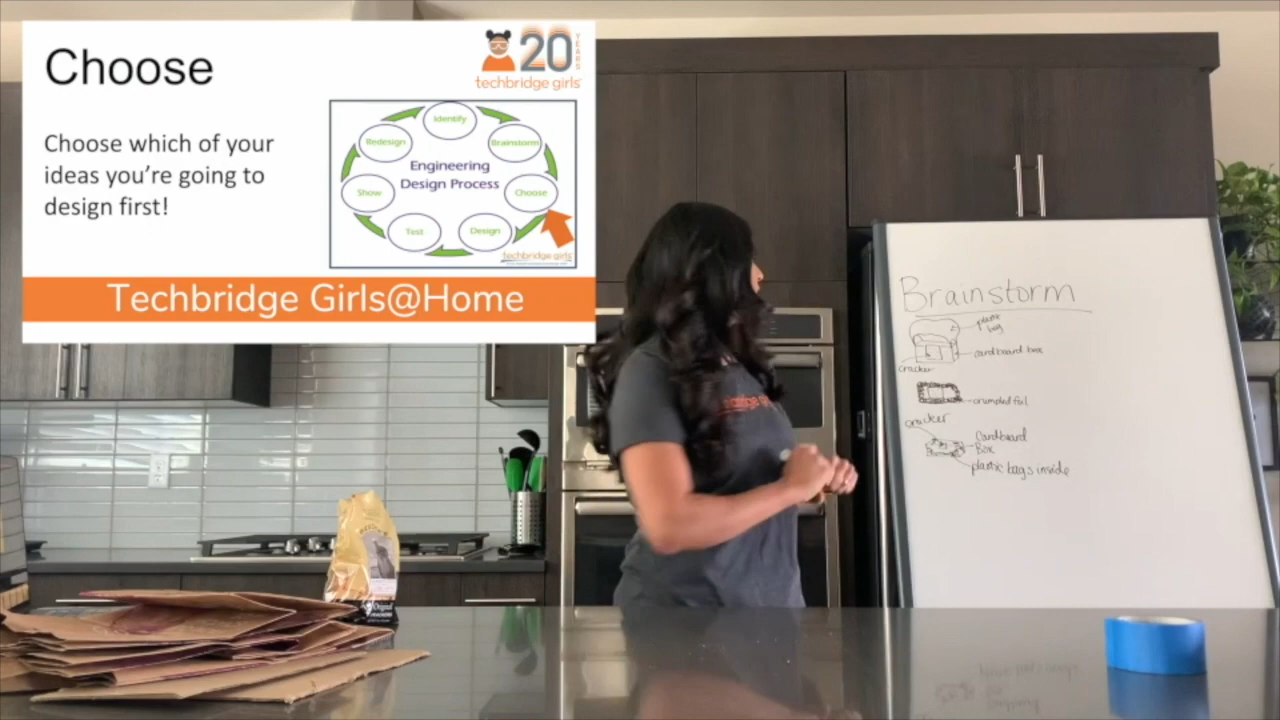 Choose
20
YEARS
techbridge girls
Choose which of your
ideas you're going to
design first!
Identify
Brainstorm
Choose
Design
Test
Show
Redesign
Engineering
Design Process
techbridge girls
Techbridge Girls@Home
Brainstorm
plastic
bag
cardboard box
cracker
crumpled foil
cracker
Cardboard
Box
plastic bags inside
Original